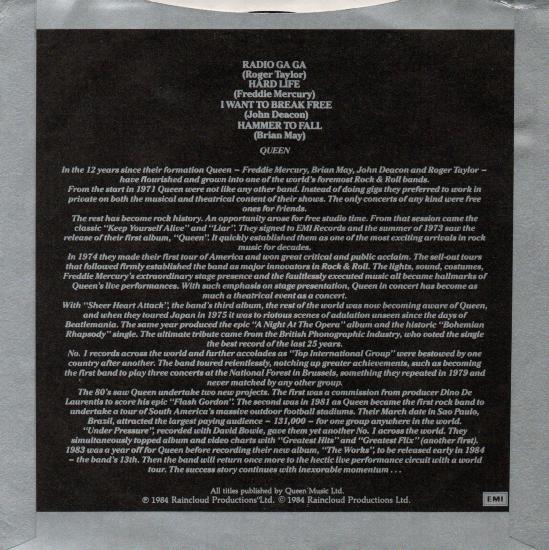 RADIO GA GA
(Roger Taylor)
HARD LIFE
(Freddie Mercury)
I WANT TO BREAK FREE
(John Deacon)
HAMMER TO FALL
(Brian May)
QUEEN
In the 12 years since their formation Queen – Freddie Mercury, Brian May, John Deacon and Roger Taylor –
have flourished and grown into one of the world's foremost Rock & Roll bands.
From the start in 1971 Queen were not like any other band. Instead of doing gigs they preferred to work in
private on both the musical and theatrical content of their shows. The only concerts of any kind were free
ones for friends.
The rest has become rock history. An opportunity arose for free studio time. From that session came the
classic "Keep Yourself Alive" and "Liar". They signed to EMI Records and the summer of 1973 saw the
release of their first album, "Queen". It quickly established them as one of the most exciting arrivals in rock
music for decades.
In 1974 they made their first tour of America and won great critical and public acclaim. The sell-out tours
that followed firmly established the band as major innovators in Rock & Roll. The lights, sound, costumes,
Freddie Mercury's extraordinary stage presence and the faultlessly executed music all became hallmarks of
Queen's live performances. With such emphasis on stage presentation, Queen in concert has become as
much a theatrical event as a concert.
With "Sheer Heart Attack", the band's third album, the rest of the world was now becoming aware of Queen,
and when they toured Japan in 1975 it was to riotous scenes of adulation unseen since the days of
Beatlemania. The same year produced the epic "A Night At The Opera" album and the historic "Bohemian
Rhapsody" single. The ultimate tribute came from the British Phonographic Industry, who voted the single
the best record of the last 25 years.
No. 1 records across the world and further accolades as "Top International Group" were bestowed by one
country after another. The band toured relentlessly, notching up greater achievements, such as becoming
the first band to play three concerts at the National Forest in Brussels, something they repeated in 1979 and
never matched by any other group.
The 80's saw Queen undertake two new projects. The first was a commission from producer Dino De
Laurentis to score his epic "Flash Gordon". The second was in 1981 as Queen became the first rock band to
undertake a tour of South America's massive outdoor football stadiums. Their March date in Sao Paulo,
Brazil, attracted the largest paying audience – 131,000 – for one group anywhere in the world.
"Under Pressure", recorded with David Bowie, gave them yet another No. 1 across the world. They
simultaneously topped album and video charts with "Greatest Hits" and "Greatest Flix" (another first).
1983 was a year off for Queen before recording their new album, "The Works", to be released early in 1984
– the band's 13th. Then the band will return once more to the hectic live performance circuit with a world
tour. The success story continues with inexorable momentum . . .
All titles published by Queen Music Ltd.
℗ 1984 Raincloud Productions Ltd. © 1984 Raincloud Productions Ltd.
EMI